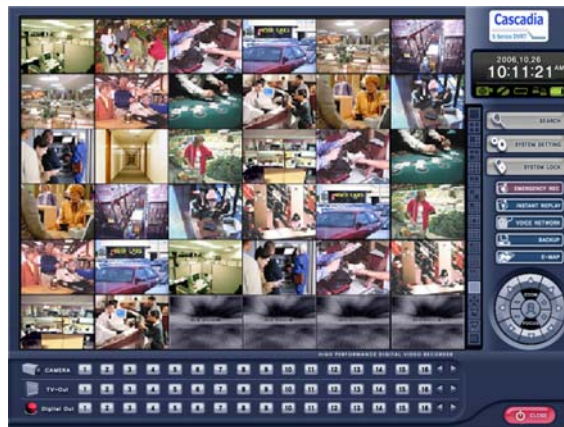 Cascadia
S Series DVRT
2006,10,26
10:11:21 AM
SEARCH
SYSTEM SETTING
SYSTEM LOCK
EMERGENCY REC
INSTANT REPLAY
VOICE NETWORK
BACKUP
E-MAP
HIGH PERFORMANCE DIGITAL VIDEO RECORDER
CAMERA 1 2 3 4 5 6 7 8 9 10 11 12 13 14 15 16
TV-Out 1 2 3 4 5 6 7 8 9 10 11 12 13 14 15 16
Digital Out 1 2 3 4 5 6 7 8 9 10 11 12 13 14 15 16
CLOSE